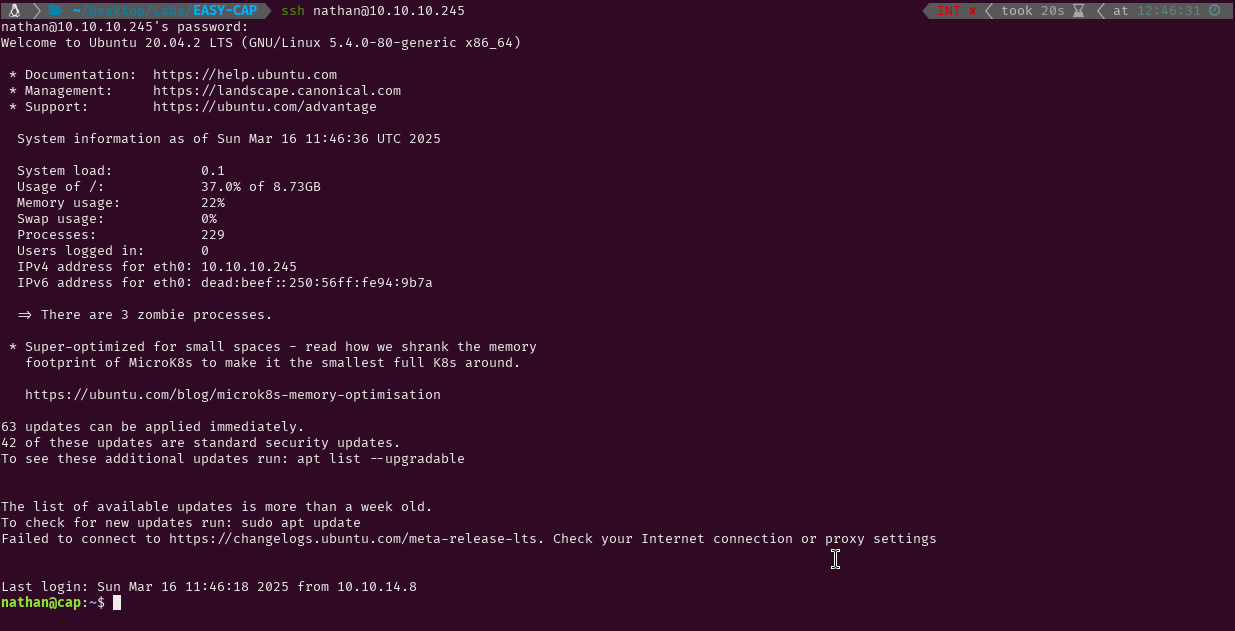 ~/Desktop/Labs/EASY-CAP ssh nathan@10.10.10.245 INT ✘ took 20s at 12:46:31
nathan@10.10.10.245's password:
Welcome to Ubuntu 20.04.2 LTS (GNU/Linux 5.4.0-80-generic x86_64)
* Documentation: https://help.ubuntu.com
* Management: https://landscape.canonical.com
* Support: https://ubuntu.com/advantage
System information as of Sun Mar 16 11:46:36 UTC 2025
System load: 0.1
Usage of /: 37.0% of 8.73GB
Memory usage: 22%
Swap usage: 0%
Processes: 229
Users logged in: 0
IPv4 address for eth0: 10.10.10.245
IPv6 address for eth0: dead:beef::250:56ff:fe94:9b7a
=> There are 3 zombie processes.
* Super-optimized for small spaces - read how we shrank the memory
footprint of MicroK8s to make it the smallest full K8s around.
https://ubuntu.com/blog/microk8s-memory-optimisation
63 updates can be applied immediately.
42 of these updates are standard security updates.
To see these additional updates run: apt list --upgradable
The list of available updates is more than a week old.
To check for new updates run: sudo apt update
Failed to connect to https://changelogs.ubuntu.com/meta-release-lts. Check your Internet connection or proxy settings
Last login: Sun Mar 16 11:46:18 2025 from 10.10.14.8
nathan@cap:~$